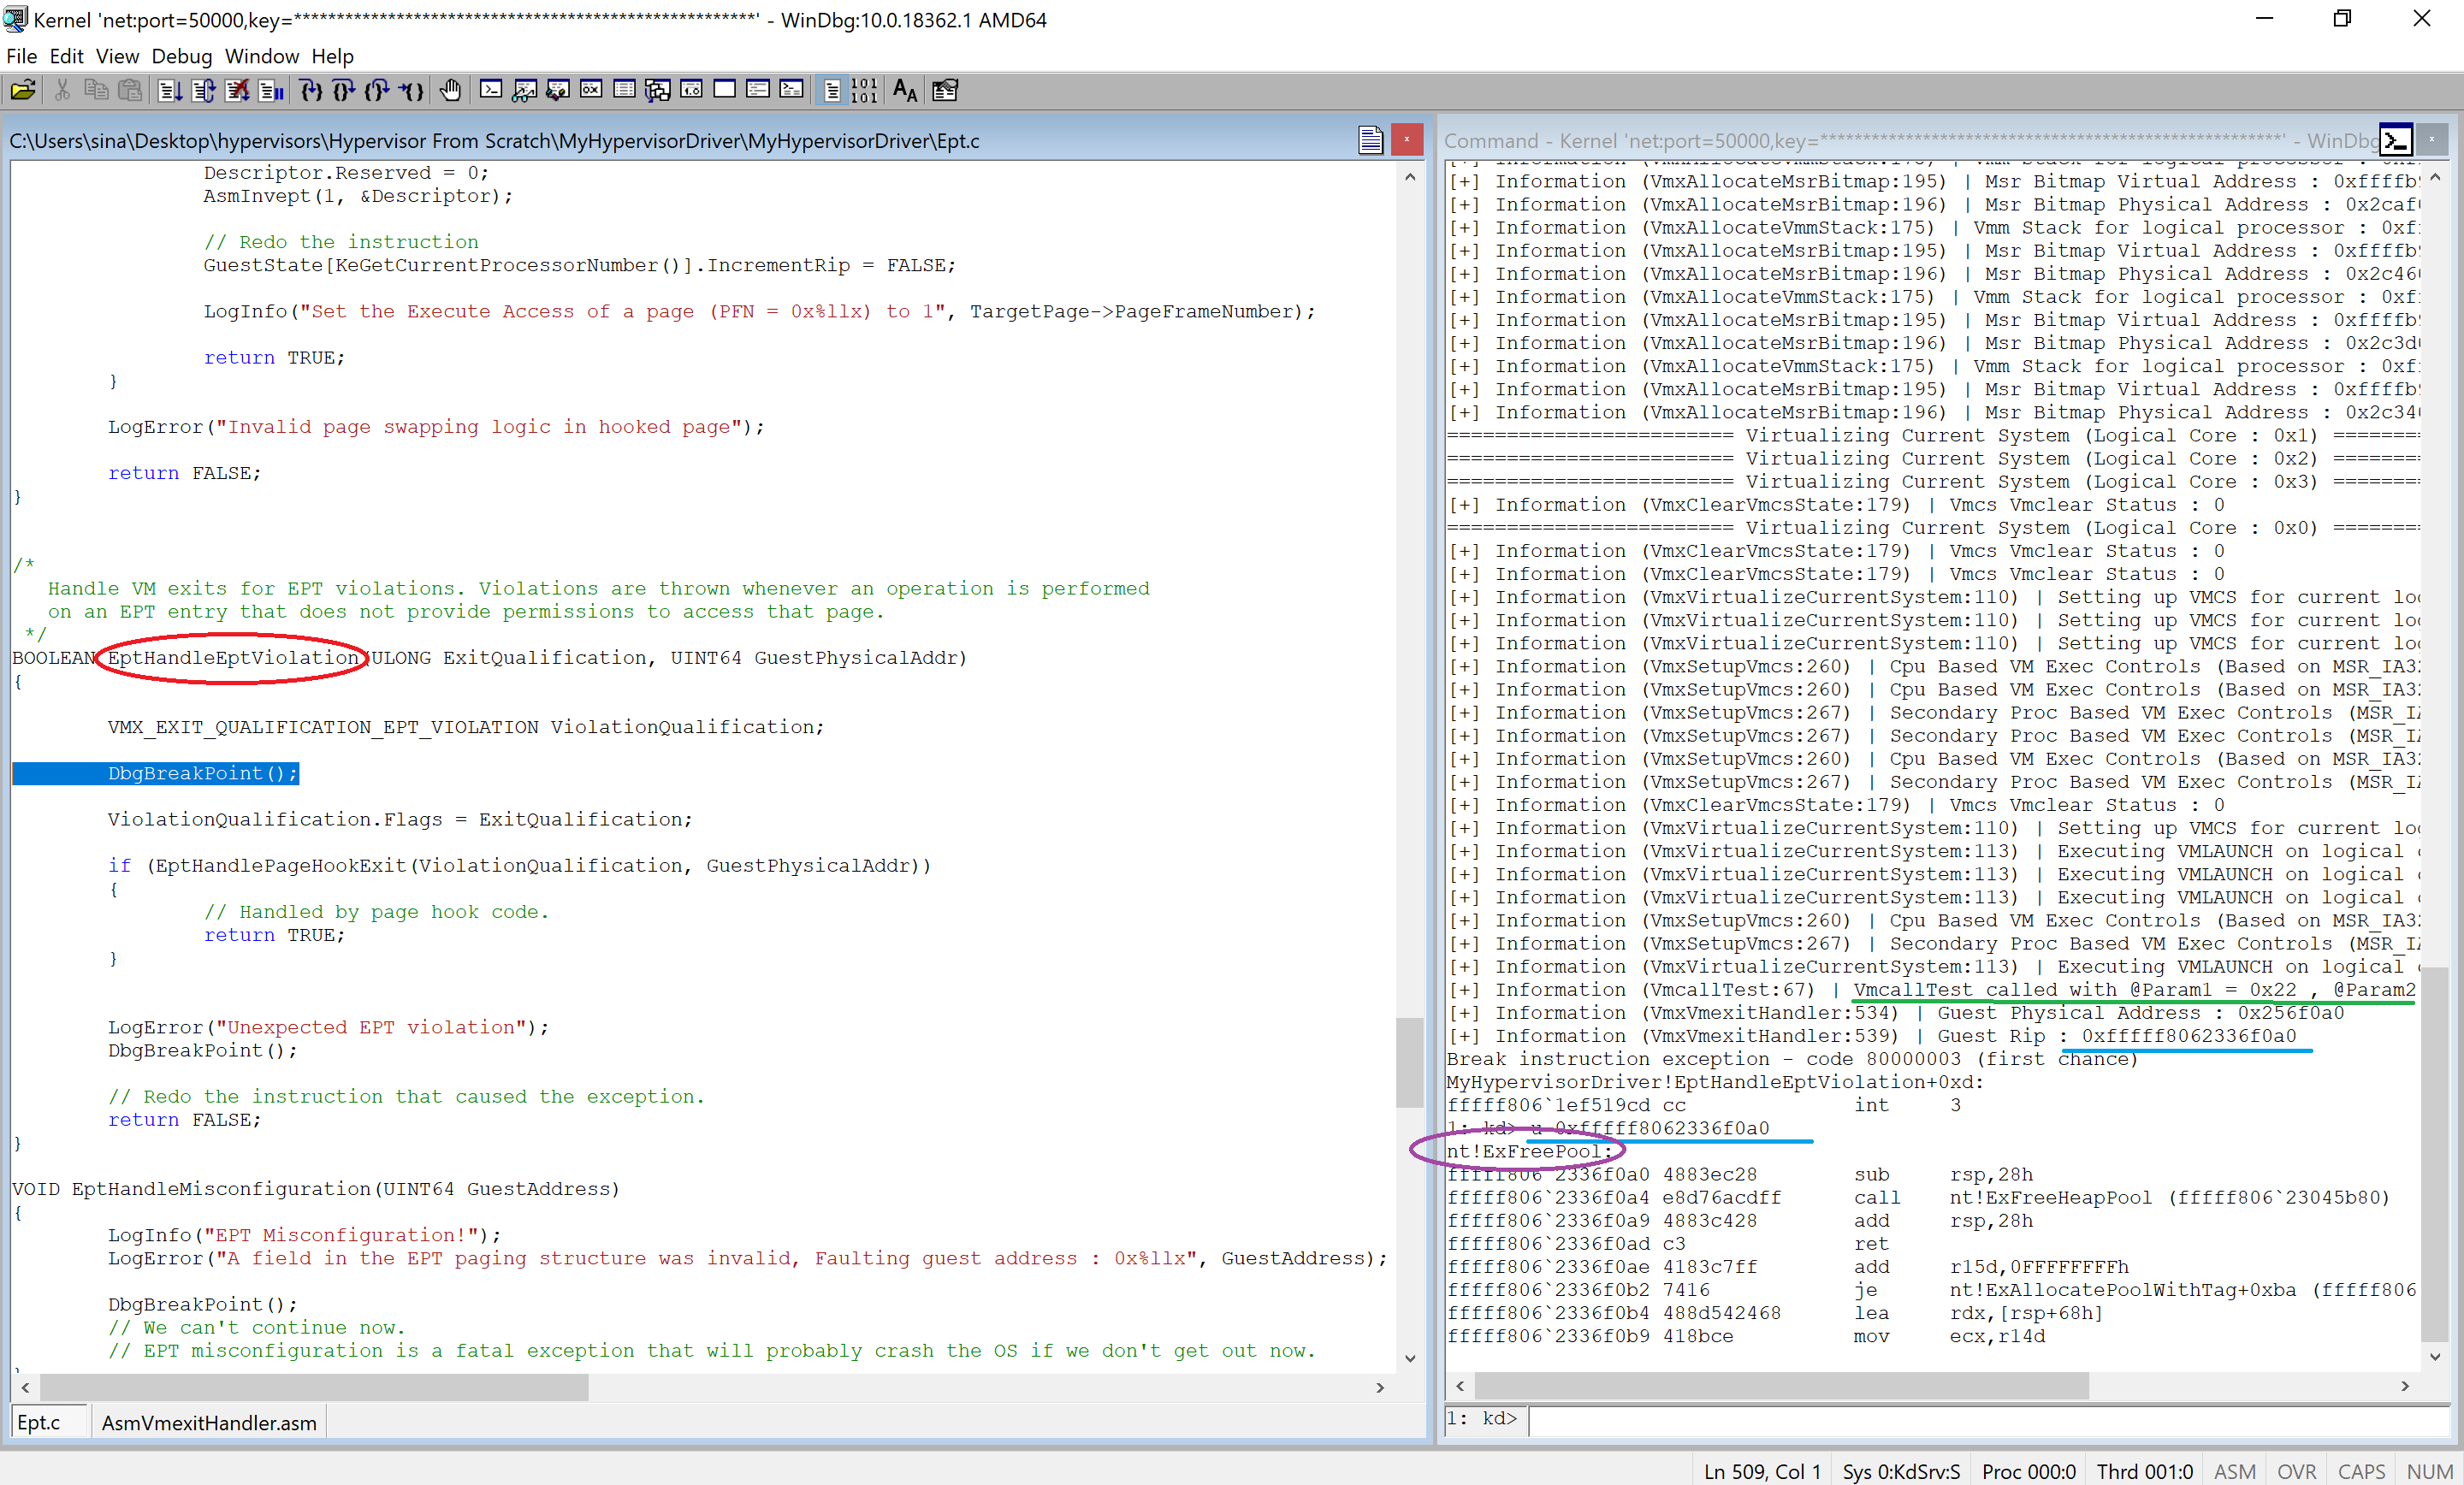 Kernel 'net:port=50000,key=*****************************************************' - WinDbg:10.0.18362.1 AMD64
File Edit View Debug Window Help
C:\Users\sina\Desktop\hypervisors\Hypervisor From Scratch\MyHypervisorDriver\MyHypervisorDriver\Ept.c
Descriptor.Reserved = 0;
AsmInvept(1, &Descriptor);
// Redo the instruction
GuestState[KeGetCurrentProcessorNumber()].IncrementRip = FALSE;
LogInfo("Set the Execute Access of a page (PFN = 0x%llx) to 1", TargetPage->PageFrameNumber);
return TRUE;
}
LogError("Invalid page swapping logic in hooked page");
return FALSE;
}
/*
Handle VM exits for EPT violations. Violations are thrown whenever an operation is performed
on an EPT entry that does not provide permissions to access that page.
*/
BOOLEAN EptHandleEptViolation(ULONG ExitQualification, UINT64 GuestPhysicalAddr)
{
VMX_EXIT_QUALIFICATION_EPT_VIOLATION ViolationQualification;
DbgBreakPoint();
ViolationQualification.Flags = ExitQualification;
if (EptHandlePageHookExit(ViolationQualification, GuestPhysicalAddr))
{
// Handled by page hook code.
return TRUE;
}
LogError("Unexpected EPT violation");
DbgBreakPoint();
// Redo the instruction that caused the exception.
return FALSE;
}
VOID EptHandleMisconfiguration(UINT64 GuestAddress)
{
LogInfo("EPT Misconfiguration!");
LogError("A field in the EPT paging structure was invalid, Faulting guest address : 0x%llx", GuestAddress);
DbgBreakPoint();
// We can't continue now.
// EPT misconfiguration is a fatal exception that will probably crash the OS if we don't get out now.
Ept.c
AsmVmexitHandler.asm
Command - Kernel 'net:port=50000,key=*****************************************************' - WinDbg
[+] Information (VmxAllocateMsrBitmap:195) | Msr Bitmap Virtual Address : 0xffffb
[+] Information (VmxAllocateMsrBitmap:196) | Msr Bitmap Physical Address : 0x2caf
[+] Information (VmxAllocateVmmStack:175) | Vmm Stack for logical processor : 0xf
[+] Information (VmxAllocateMsrBitmap:195) | Msr Bitmap Virtual Address : 0xffffb
[+] Information (VmxAllocateMsrBitmap:196) | Msr Bitmap Physical Address : 0x2c46
[+] Information (VmxAllocateVmmStack:175) | Vmm Stack for logical processor : 0xf
[+] Information (VmxAllocateMsrBitmap:195) | Msr Bitmap Virtual Address : 0xffffb
[+] Information (VmxAllocateMsrBitmap:196) | Msr Bitmap Physical Address : 0x2c3d
[+] Information (VmxAllocateVmmStack:175) | Vmm Stack for logical processor : 0xf
[+] Information (VmxAllocateMsrBitmap:195) | Msr Bitmap Virtual Address : 0xffffb
[+] Information (VmxAllocateMsrBitmap:196) | Msr Bitmap Physical Address : 0x2c34
======================== Virtualizing Current System (Logical Core : 0x1) =======
======================== Virtualizing Current System (Logical Core : 0x2) =======
======================== Virtualizing Current System (Logical Core : 0x3) =======
[+] Information (VmxClearVmcsState:179) | Vmcs Vmclear Status : 0
======================== Virtualizing Current System (Logical Core : 0x0) =======
[+] Information (VmxClearVmcsState:179) | Vmcs Vmclear Status : 0
[+] Information (VmxClearVmcsState:179) | Vmcs Vmclear Status : 0
[+] Information (VmxVirtualizeCurrentSystem:110) | Setting up VMCS for current lo
[+] Information (VmxVirtualizeCurrentSystem:110) | Setting up VMCS for current lo
[+] Information (VmxVirtualizeCurrentSystem:110) | Setting up VMCS for current lo
[+] Information (VmxSetupVmcs:260) | Cpu Based VM Exec Controls (Based on MSR_IA3
[+] Information (VmxSetupVmcs:260) | Cpu Based VM Exec Controls (Based on MSR_IA3
[+] Information (VmxSetupVmcs:267) | Secondary Proc Based VM Exec Controls (MSR_I
[+] Information (VmxSetupVmcs:267) | Secondary Proc Based VM Exec Controls (MSR_I
[+] Information (VmxSetupVmcs:260) | Cpu Based VM Exec Controls (Based on MSR_IA3
[+] Information (VmxSetupVmcs:267) | Secondary Proc Based VM Exec Controls (MSR_I
[+] Information (VmxClearVmcsState:179) | Vmcs Vmclear Status : 0
[+] Information (VmxVirtualizeCurrentSystem:110) | Setting up VMCS for current lo
[+] Information (VmxVirtualizeCurrentSystem:113) | Executing VMLAUNCH on logical
[+] Information (VmxVirtualizeCurrentSystem:113) | Executing VMLAUNCH on logical
[+] Information (VmxVirtualizeCurrentSystem:113) | Executing VMLAUNCH on logical
[+] Information (VmxSetupVmcs:260) | Cpu Based VM Exec Controls (Based on MSR_IA3
[+] Information (VmxSetupVmcs:267) | Secondary Proc Based VM Exec Controls (MSR_I
[+] Information (VmxVirtualizeCurrentSystem:113) | Executing VMLAUNCH on logical
[+] Information (VmcallTest:67) | VmcallTest called with @Param1 = 0x22 , @Param2
[+] Information (VmxVmexitHandler:534) | Guest Physical Address : 0x256f0a0
[+] Information (VmxVmexitHandler:539) | Guest Rip : 0xfffff8062336f0a0
Break instruction exception - code 80000003 (first chance)
MyHypervisorDriver!EptHandleEptViolation+0xd:
fffff806`1ef519cd cc int 3
1: kd> u 0xfffff8062336f0a0
nt!ExFreePool:
fffff806`2336f0a0 4883ec28 sub rsp,28h
fffff806`2336f0a4 e8d76acdff call nt!ExFreeHeapPool (fffff806`23045b80)
fffff806`2336f0a9 4883c428 add rsp,28h
fffff806`2336f0ad c3 ret
fffff806`2336f0ae 4183c7ff add r15d,0FFFFFFFFh
fffff806`2336f0b2 7416 je nt!ExAllocatePoolWithTag+0xba (fffff806
fffff806`2336f0b4 488d542468 lea rdx,[rsp+68h]
fffff806`2336f0b9 418bce mov ecx,r14d
1: kd>
Ln 509, Col 1 Sys 0:KdSrv:S Proc 000:0 Thrd 001:0 ASM OVR CAPS NUM